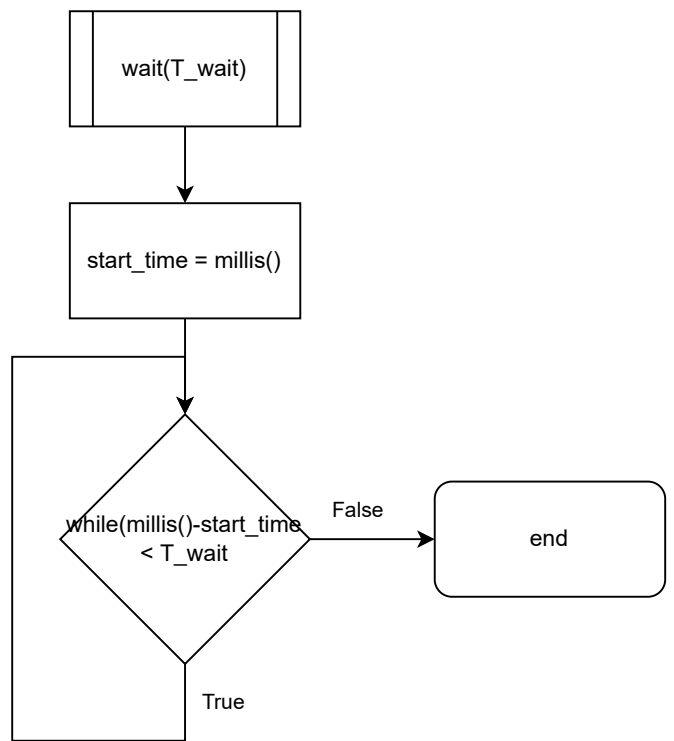 wait(T_wait)
start_time = millis()
while(millis()-start_time
< T_wait
False
end
True